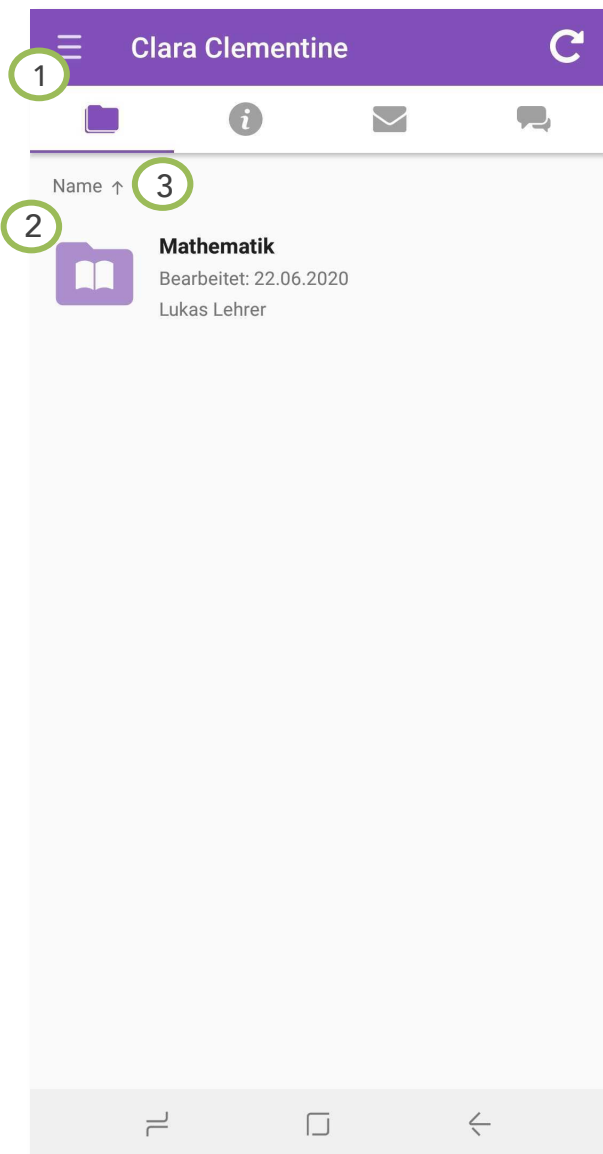 Clara Clementine
1
Name ↑ 3
2
Mathematik
Bearbeitet: 22.06.2020
Lukas Lehrer